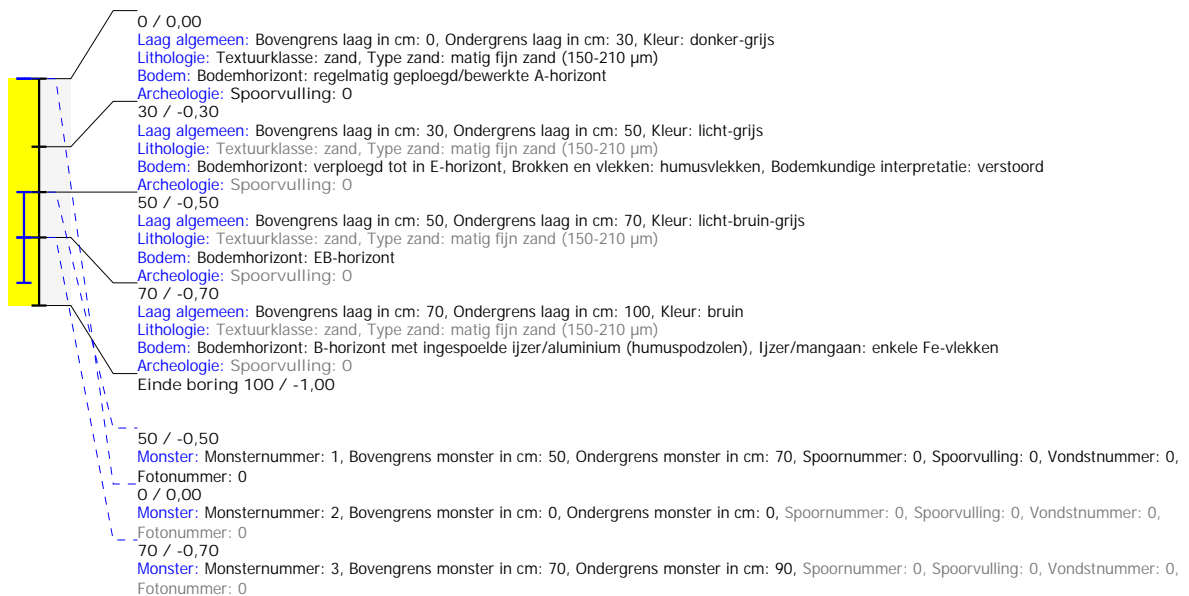 0 / 0,00
Laag algemeen: Bovengrens laag in cm: 0, Ondergrens laag in cm: 30, Kleur: donker-grijs
Lithologie: Textuurklasse: zand, Type zand: matig fijn zand (150-210 µm)
Bodem: Bodemhorizont: regelmatig geploegd/bewerkte A-horizont
Archeologie: Spoorvulling: 0
30 / -0,30
Laag algemeen: Bovengrens laag in cm: 30, Ondergrens laag in cm: 50, Kleur: licht-grijs
Lithologie: Textuurklasse: zand, Type zand: matig fijn zand (150-210 µm)
Bodem: Bodemhorizont: verploegd tot in E-horizont, Brokken en vlekken: humusvlekken, Bodemkundige interpretatie: verstoord
Archeologie: Spoorvulling: 0
50 / -0,50
Laag algemeen: Bovengrens laag in cm: 50, Ondergrens laag in cm: 70, Kleur: licht-bruin-grijs
Lithologie: Textuurklasse: zand, Type zand: matig fijn zand (150-210 µm)
Bodem: Bodemhorizont: EB-horizont
Archeologie: Spoorvulling: 0
70 / -0,70
Laag algemeen: Bovengrens laag in cm: 70, Ondergrens laag in cm: 100, Kleur: bruin
Lithologie: Textuurklasse: zand, Type zand: matig fijn zand (150-210 µm)
Bodem: Bodemhorizont: B-horizont met ingespoelde ijzer/aluminium (humuspodzolen), Ijzer/mangaan: enkele Fe-vlekken
Archeologie: Spoorvulling: 0
Einde boring 100 / -1,00
50 / -0,50
Monster: Monsternummer: 1, Bovengrens monster in cm: 50, Ondergrens monster in cm: 70, Spoornummer: 0, Spoorvulling: 0, Vondstnummer: 0,
Fotonummer: 0
0 / 0,00
Monster: Monsternummer: 2, Bovengrens monster in cm: 0, Ondergrens monster in cm: 0, Spoornummer: 0, Spoorvulling: 0, Vondstnummer: 0,
Fotonummer: 0
70 / -0,70
Monster: Monsternummer: 3, Bovengrens monster in cm: 70, Ondergrens monster in cm: 90, Spoornummer: 0, Spoorvulling: 0, Vondstnummer: 0,
Fotonummer: 0